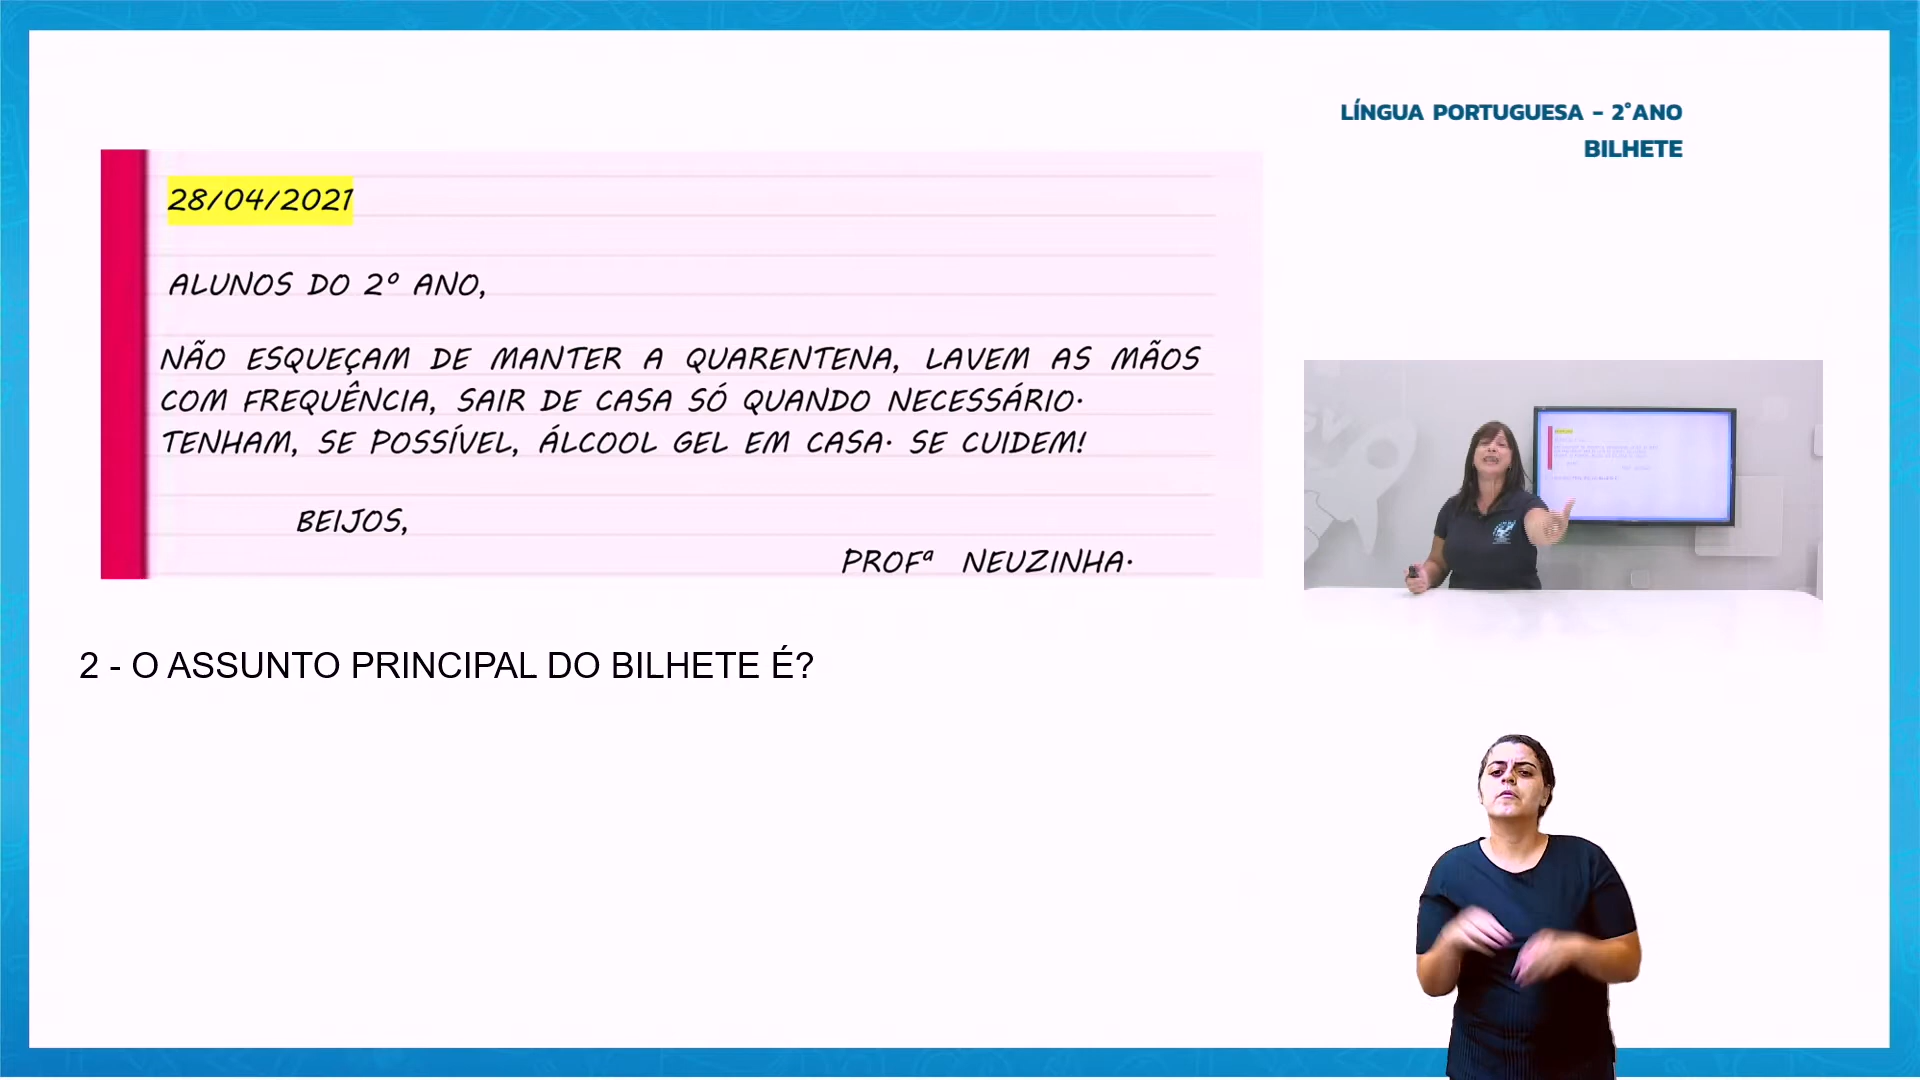 LÍNGUA PORTUGUESA - 2°ANO
BILHETE
28/04/2021
ALUNOS DO 2º ANO,
NÃO ESQUEÇAM DE MANTER A QUARENTENA, LAVEM AS MÃOS
COM FREQUÊNCIA, SAIR DE CASA SÓ QUANDO NECESSÁRIO.
TENHAM, SE POSSÍVEL, ÁLCOOL GEL EM CASA. SE CUIDEM!
BEIJOS,
PROFª NEUZINHA.
2 - O ASSUNTO PRINCIPAL DO BILHETE É?